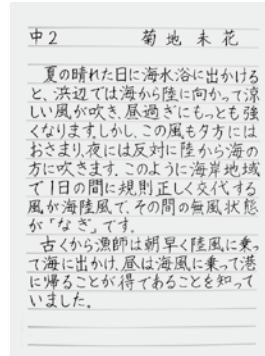 中2 菊地未花
夏の晴れた日に海水浴に出かける
と、浜辺では海から陸に向かって涼
しい風が吹き、昼過ぎにもっとも強
くなります。しかし、この風も夕方には
おさまり、夜には反対に陸から海の
方に吹きます。このように海岸地域
で1日の間に規則正しく交代する
風が海陸風で、その間の無風状態
が「なぎ」です。
古くから漁師は朝早く陸風に乗っ
て海に出かけ、昼は海風に乗って港
に帰ることが得であることを知って
いました。